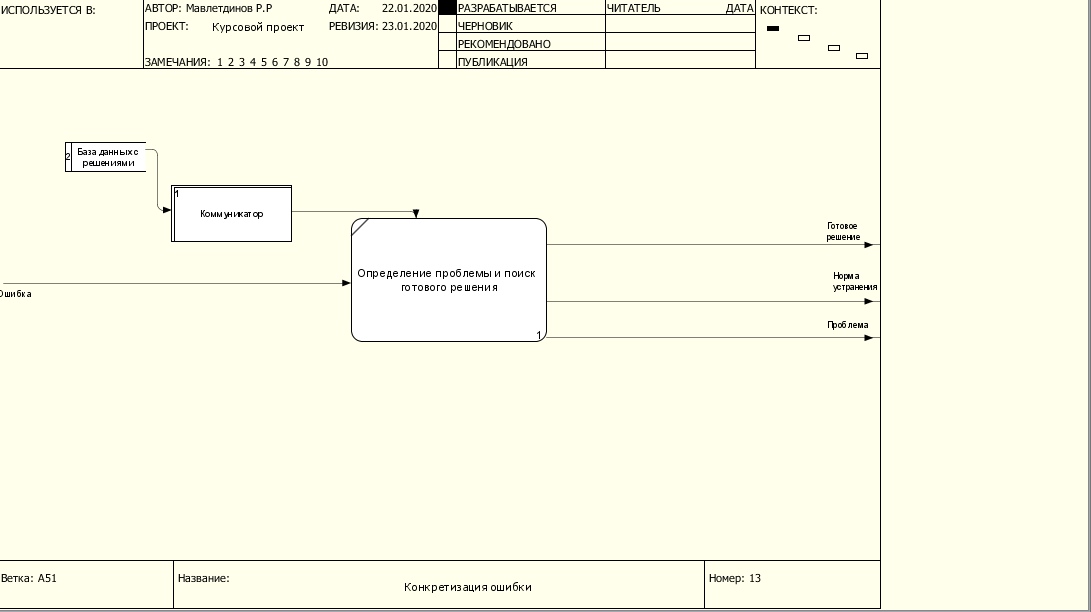 ИСПОЛЬЗУЕТСЯ В:
АВТОР: Мавлетдинов Р.Р
ДАТА: 22.01.2020
РАЗРАБАТЫВАЕТСЯ
ЧИТАТЕЛЬ
ДАТА
КОНТЕКСТ:
ПРОЕКТ: Курсовой проект
РЕВИЗИЯ: 23.01.2020
ЧЕРНОВИК
РЕКОМЕНДОВАНО
ЗАМЕЧАНИЯ: 1 2 3 4 5 6 7 8 9 10
ПУБЛИКАЦИЯ
2
База данных с
решениями
1
Коммуникатор
Готовое
решение
Определение проблемы и поиск
готового решения
1
Ошибка
Норма
устранения
Проблема
Ветка: A51
Название:
Конкретизация ошибки
Номер: 13